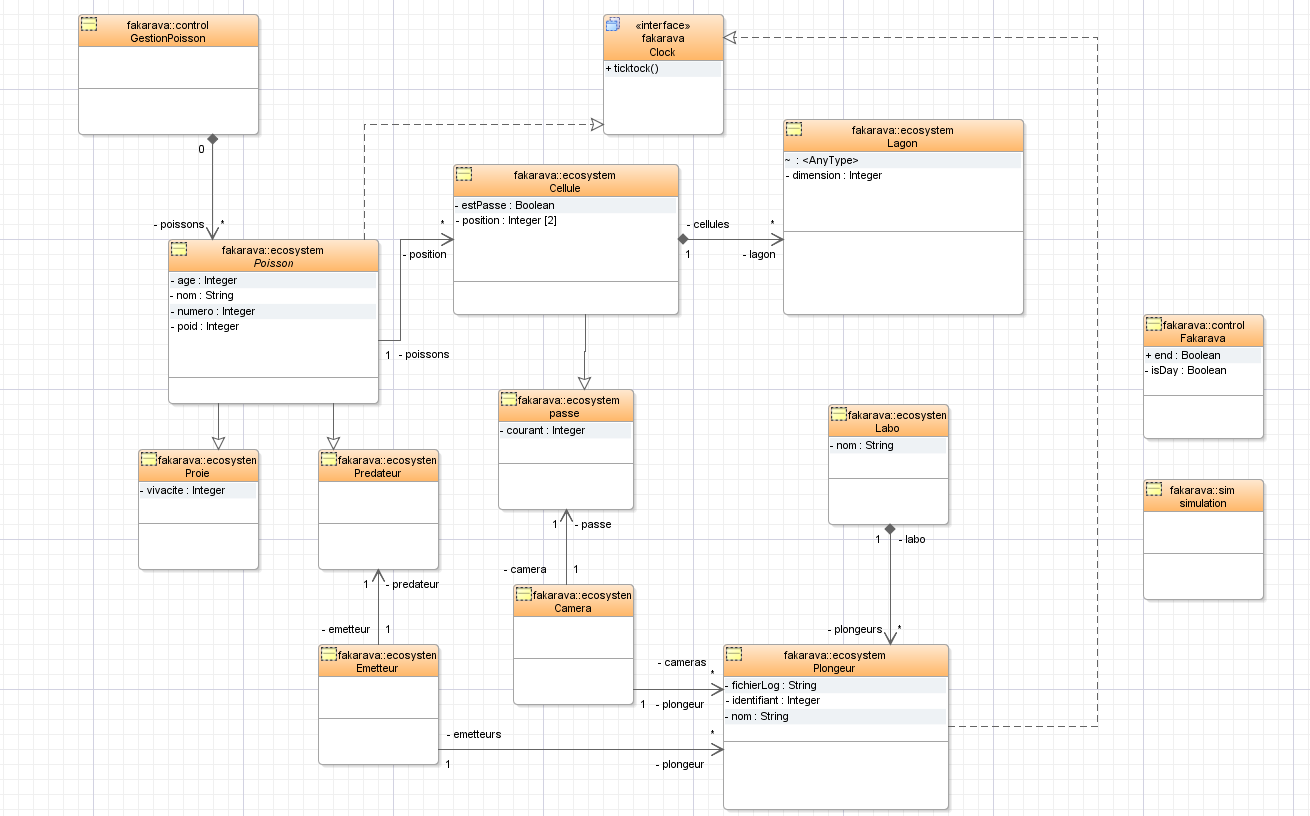 fakarava::control
GestionPoisson
0
- poissons
*
«interface»
fakarava
Clock
+ ticktock()
fakarava::ecosystem
Lagon
~ : <AnyType>
- dimension : Integer
fakarava::ecosystem
Cellule
- estPasse : Boolean
- position : Integer [2]
*
- position
- cellules
*
1
- lagon
fakarava::ecosystem
Poisson
- age : Integer
- nom : String
- numero : Integer
- poid : Integer
1
- poissons
fakarava::control
Fakarava
+ end : Boolean
- isDay : Boolean
fakarava::ecosystem
passe
- courant : Integer
fakarava::ecosysten
Labo
- nom : String
fakarava::ecosysten
Proie
- vivacite : Integer
fakarava::ecosysten
Predateur
fakarava::sim
simulation
1
- passe
- camera
1
1
- labo
1
- predateur
- emetteur
1
fakarava::ecosysten
Camera
- plongeurs
*
fakarava::ecosysten
Emetteur
- cameras
*
1
- plongeur
fakarava::ecosystem
Plongeur
- fichierLog : String
- identifiant : Integer
- nom : String
- emetteurs
*
1
- plongeur